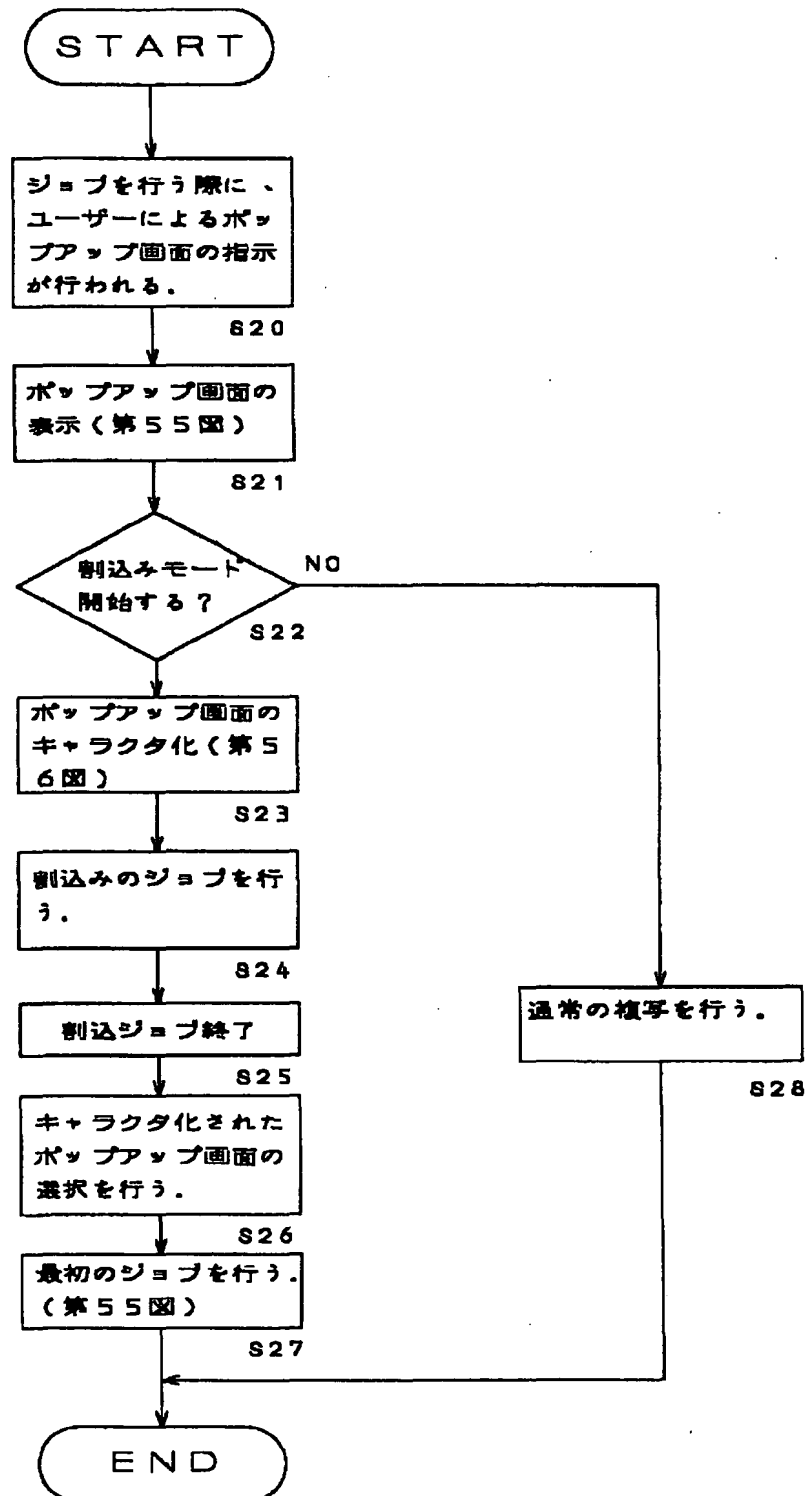 START
ジョブを行う際に、
ユーザーによるポッ
プアップ画面の指示
が行われる.
S20
ポップアップ画面の
表示(第55図)
S21
割込みモード
開始する?
NO
S22
ポップアップ画面の
キャラクタ化(第5
6図)
S23
割込みのジョブを行
う.
S24
割込ジョブ終了
S25
通常の複写を行う.
S28
キャラクタ化された
ポップアップ画面の
選択を行う.
S26
最初のジョブを行う.
(第55図)
S27
END